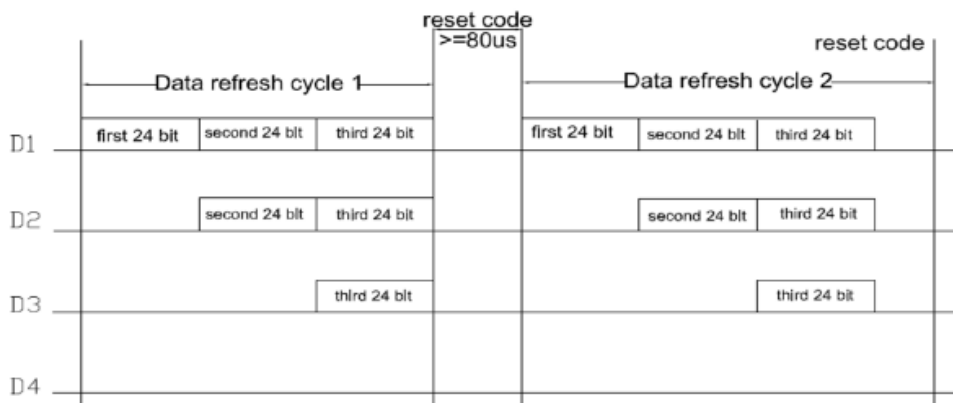 reset code
>=80us
reset code
Data refresh cycle 1
Data refresh cycle 2
D1 first 24 bit second 24 bit third 24 bit first 24 bit second 24 bit third 24 bit
D2 second 24 bit third 24 bit second 24 bit third 24 bit
D3 third 24 bit third 24 bit
D4